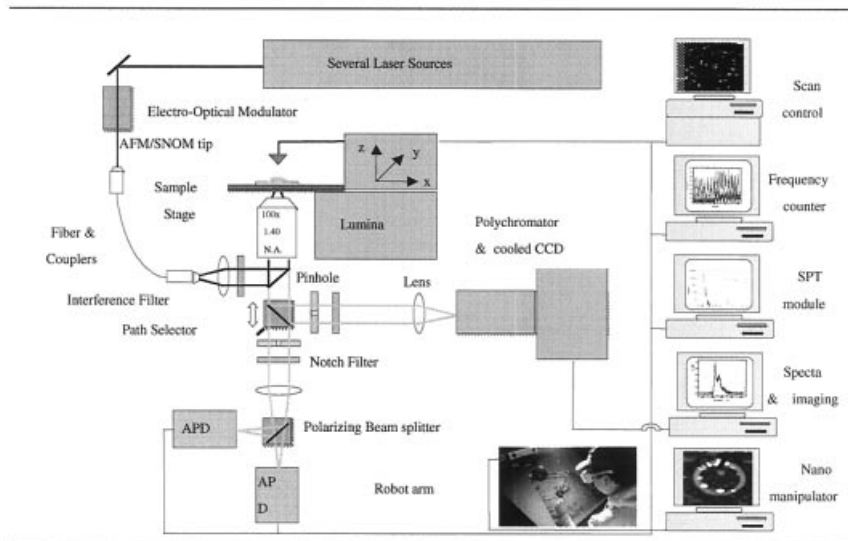 Several Laser Sources
Electro-Optical Modulator
AFM/SNOM tip
z
y
x
Sample
Stage
100x
1.40
N.A.
Lumina
Fiber &
Couplers
Interference Filter
Pinhole
Path Selector
Lens
Polychromator
& cooled CCD
Notch Filter
APD
Polarizing Beam splitter
AP
D
Robot arm
Scan
control
Frequency
counter
SPT
module
Specta
& imaging
Nano
manipulator